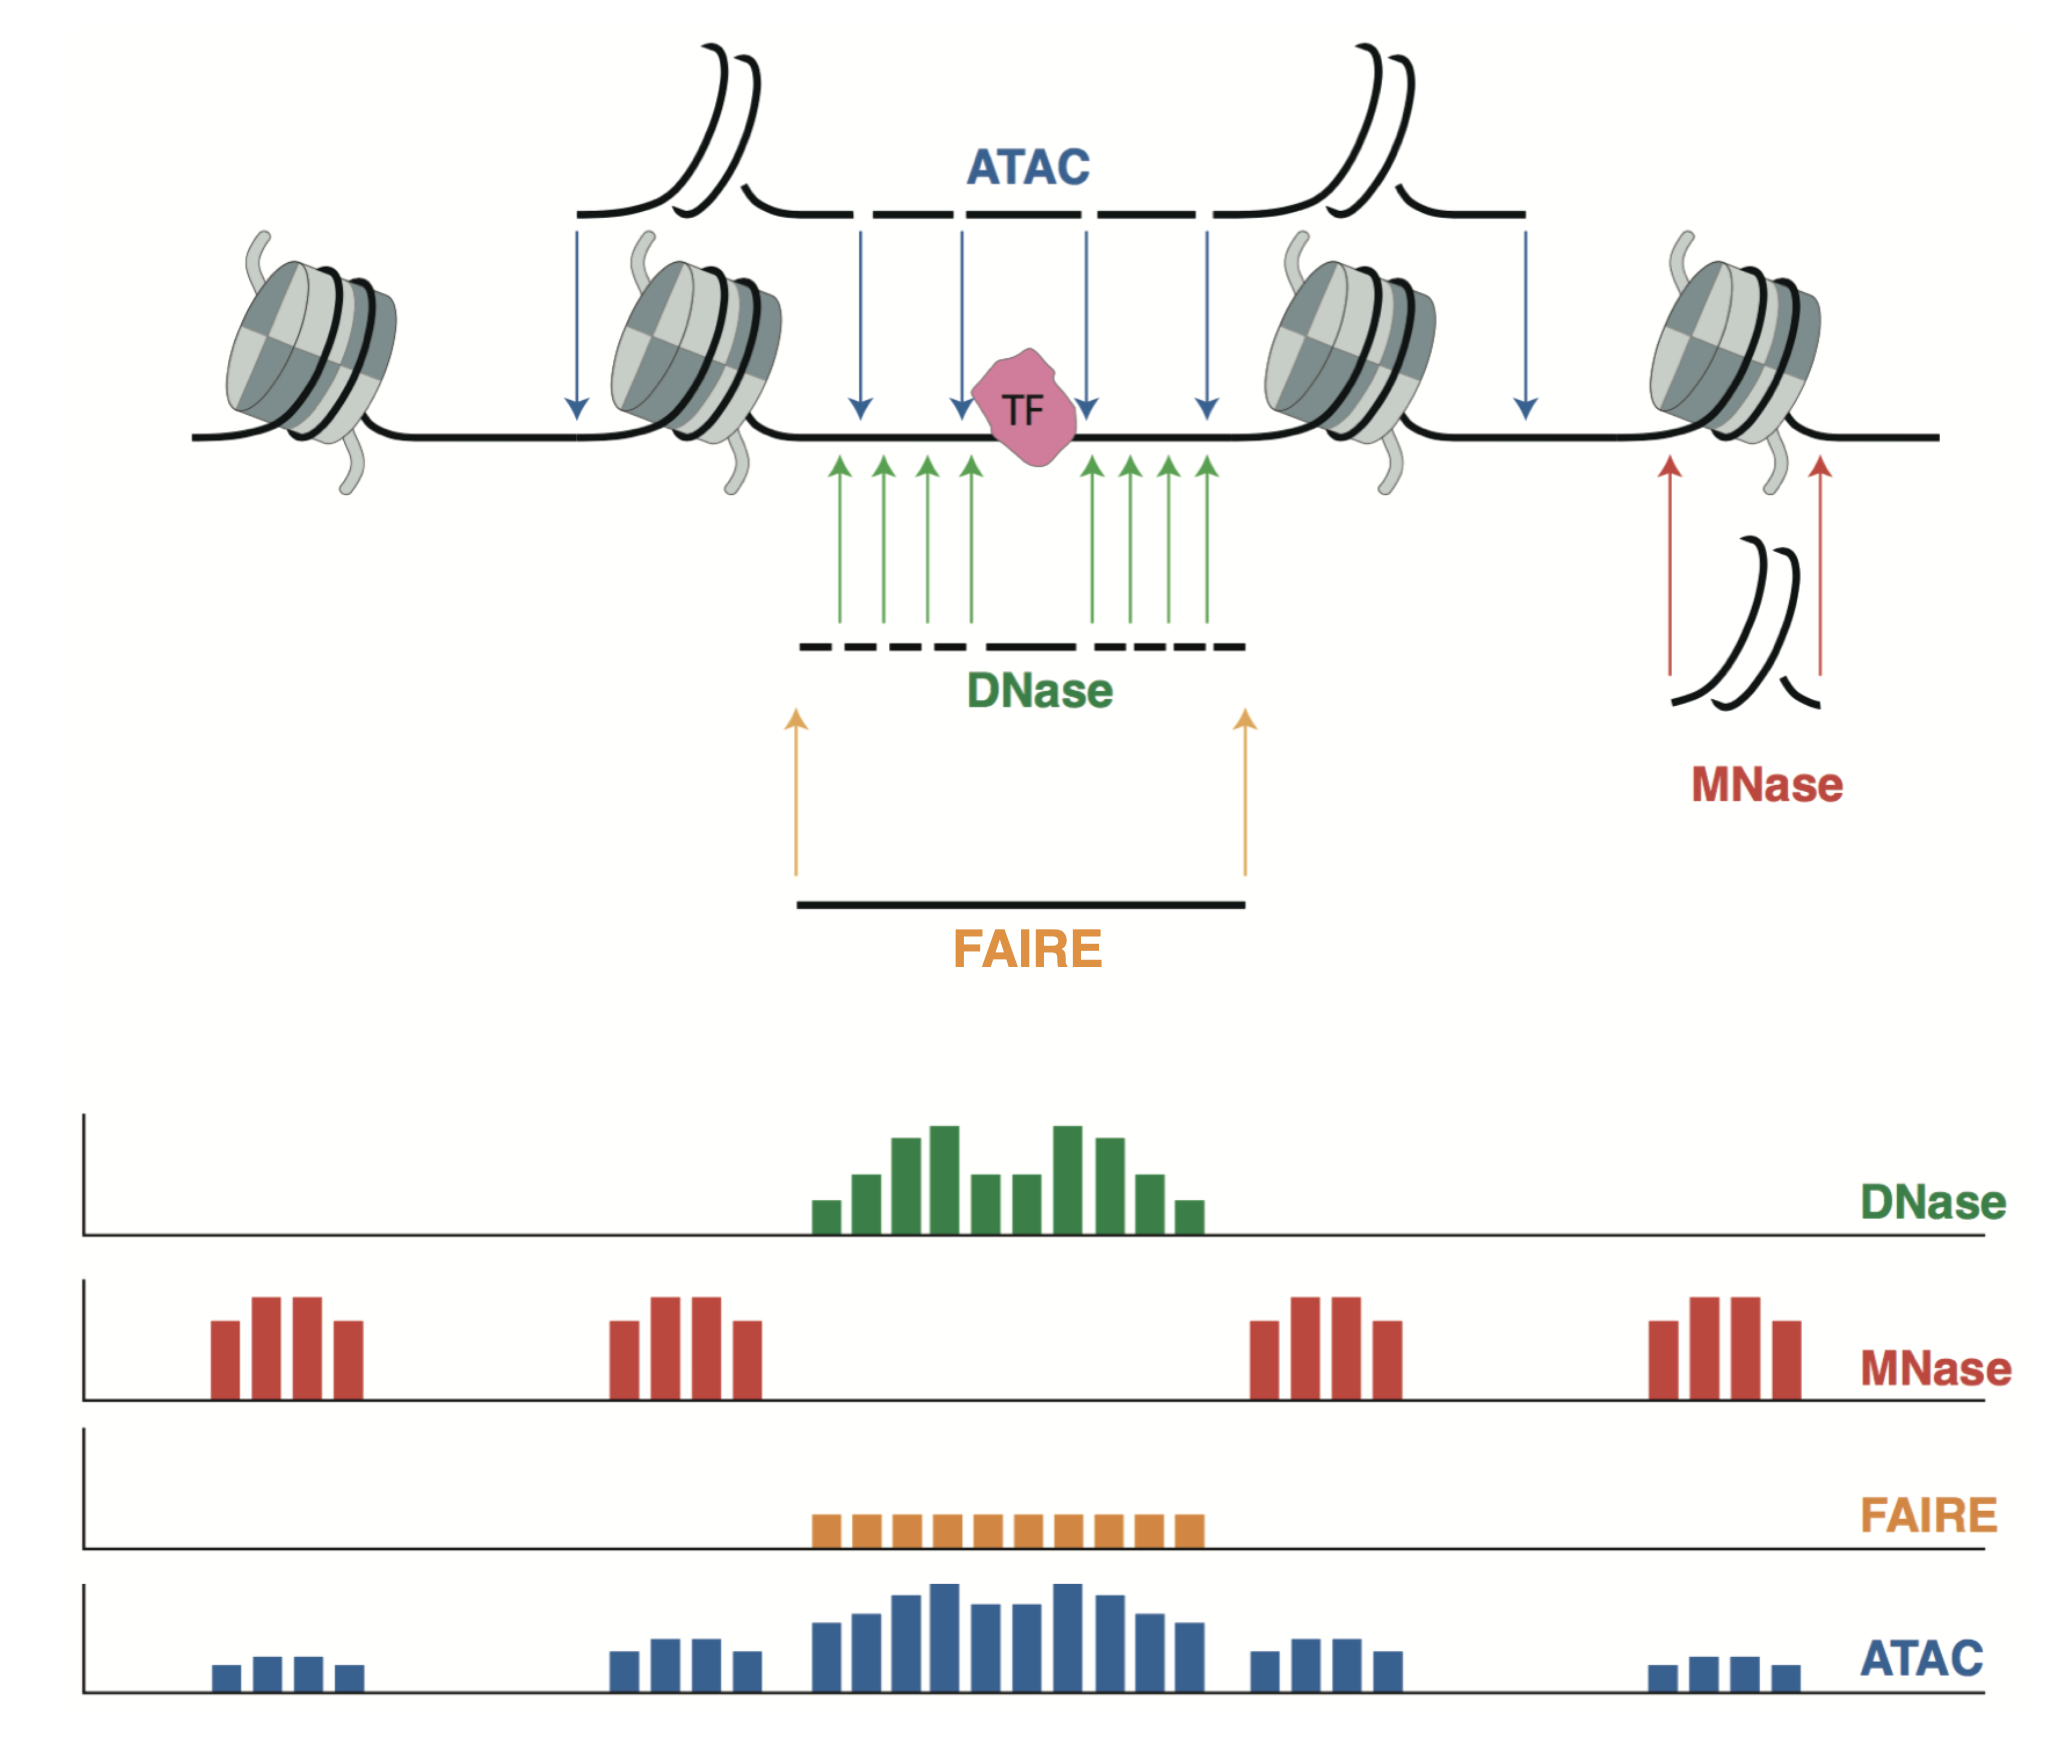 ATAC
TF
DNase
MNase
FAIRE
DNase
MNase
FAIRE
ATAC